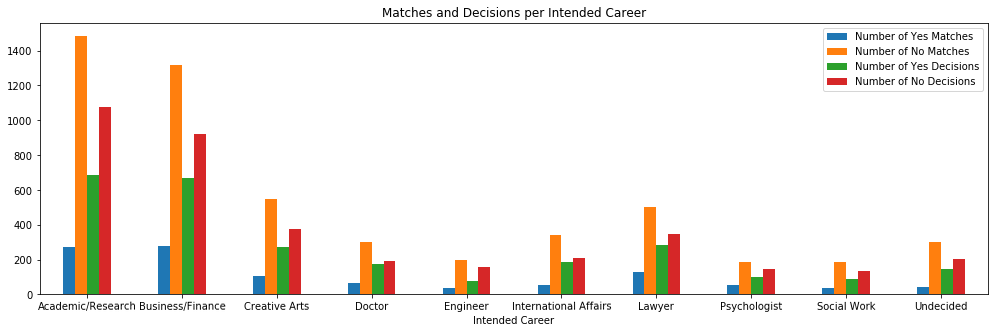 Matches and Decisions per Intended Career
Number of Yes Matches
Number of No Matches
Number of Yes Decisions
Number of No Decisions
1400
1200
1000
800
600
400
200
0
Academic/Research Business/Finance Creative Arts Doctor Engineer International Affairs Lawyer Psychologist Social Work Undecided
Intended Career